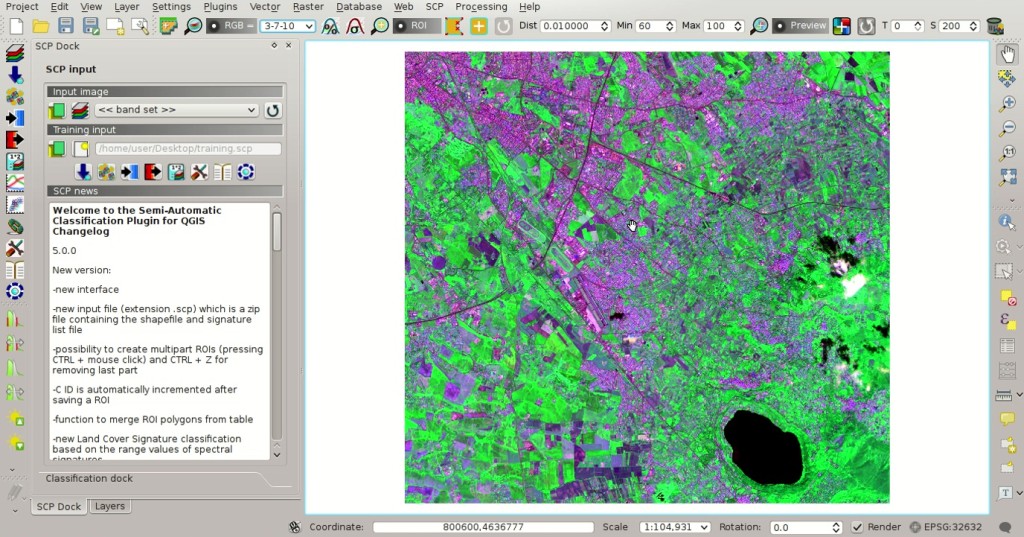 Project Edit View Layer Settings Plugins Vector Raster Database Web SCP Processing Help
RGB = 3-7-10 ROI Dist 0.010000 Min 60 Max 100 Preview T 0 S 200
SCP Dock
SCP input
Input image
<< band set >>
Training input
/home/user/Desktop/training.scp
SCP news
Welcome to the Semi-Automatic
Classification Plugin for QGIS
Changelog
5.0.0
New version:
-new interface
-new input file (extension .scp) which is a zip
file containing the shapefile and signature
list file
-possibility to create multipart ROIs (pressing
CTRL + mouse click) and CTRL + Z for
removing last part
-C ID is automatically incremented after
saving a ROI
-function to merge ROI polygons from table
-new Land Cover Signature classification
based on the range values of spectral
signatures
Classification dock
SCP Dock Layers
Coordinate: 800600,4636777 Scale 1:104,931 Rotation: 0.0 Render EPSG:32632